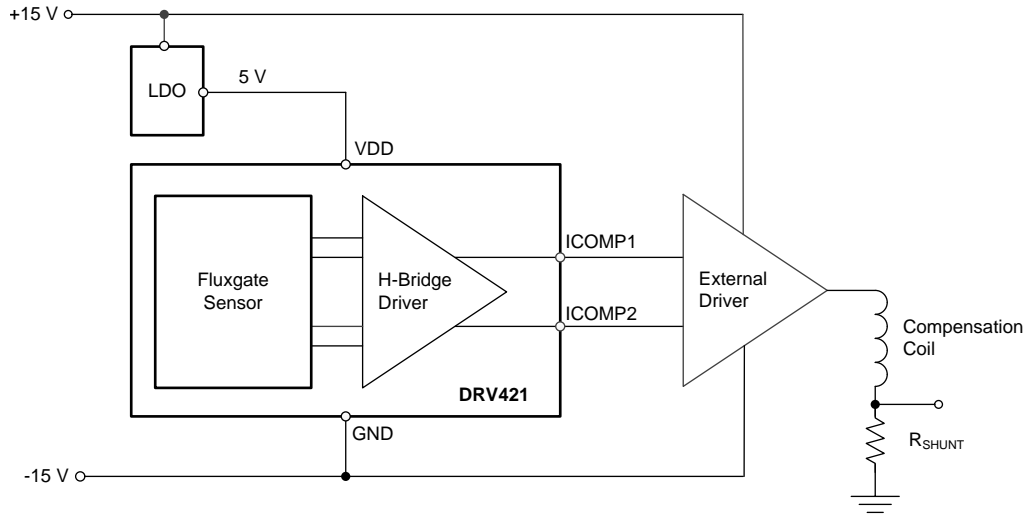 +15 V
LDO
5 V
VDD
Fluxgate
Sensor
H-Bridge
Driver
ICOMP1
ICOMP2
DRV421
GND
External
Driver
Compensation
Coil
RSHUNT
-15 V